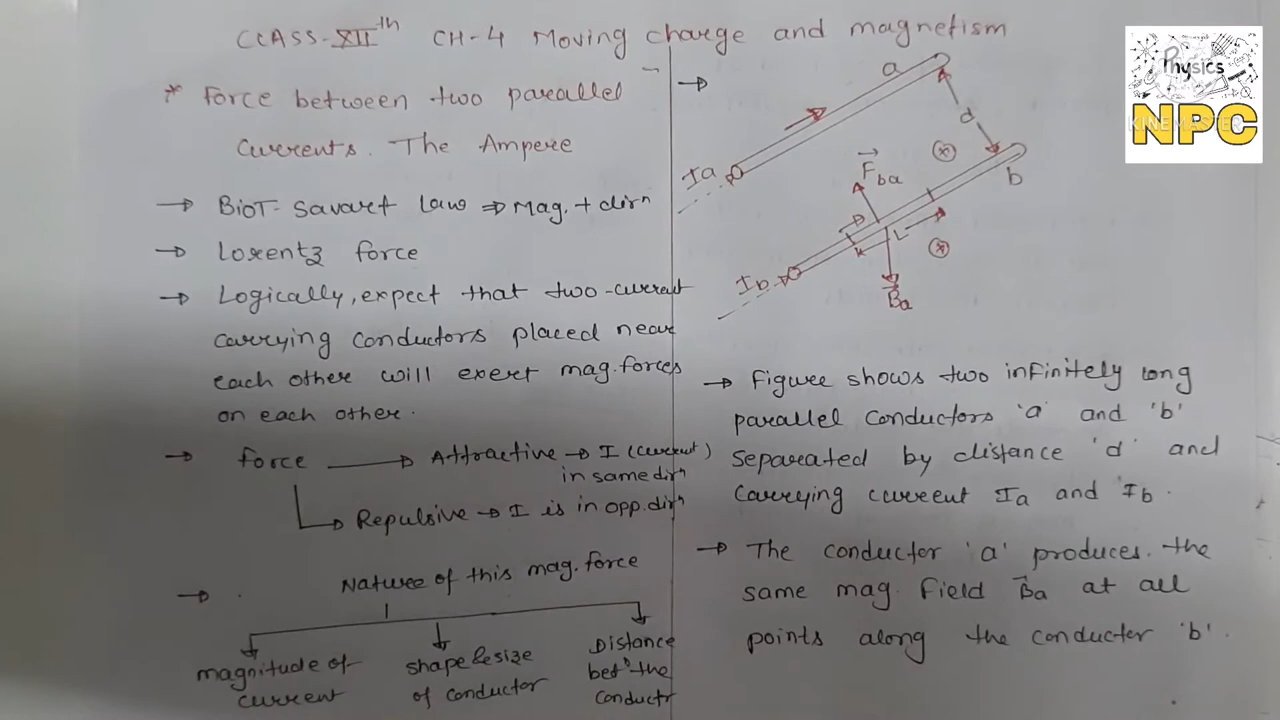 CLASS-XIIth CH-4 Moving charge and magnetism
* Force between two parallel
currents. The Ampere
→ BioT-Savart Law ⇒ Mag. + dirn
→ Lorentz force
→ Logically, expect that two-current
carrying conductors placed near
each other will exert mag. forces
on each other.
→ force → Attractive → I (current)
in same dirn
→ Repulsive → I is in opp. dirn
→ . Nature of this mag. force
magnitude of
current
shape & size
of conductor
Distance
betn the
conductr
→
a
d
Ia
Fba
b
L
Ib
Ba
→ Figure shows two infinitely long
parallel conductors 'a' and 'b'
separated by distance 'd' and
carrying current Ia and Ib.
→ The conductor 'a' produces the
same mag. field Ba at all
points along the conductor 'b'.
Physics
NPC
KINEMASTER